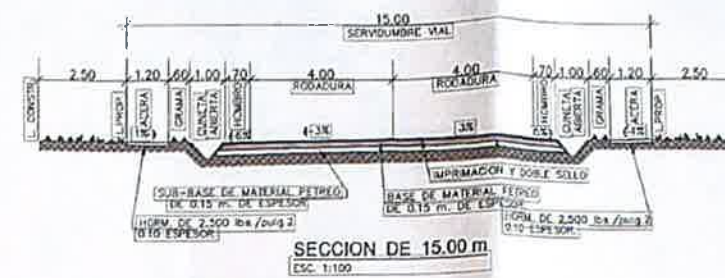 15.00
SERVIDUMBRE VIAL
2.50 1.20 .60 1.00 .70 4.00 4.00 .70 1.00 .60 1.20 2.50
RODADURA RODADURA
L. CONSTR.
L. PROP.
ACERA
GRAMA
CUNETA ABIERTA
HOMBRO
HOMBRO
CUNETA ABIERTA
GRAMA
ACERA
L. PROP.
3% 3%
IMPRIMACION Y DOBLE SELLO
SUB-BASE DE MATERIAL PETREO
DE 0.15 m. DE ESPESOR
BASE DE MATERIAL PETREO
DE 0.15 m. DE ESPESOR
HORM. DE 2,500 lbs./pulg 2
0.10 ESPESOR
HORM. DE 2,500 lbs./pulg 2
0.10 ESPESOR
SECCION DE 15.00 m
ESC. 1:100